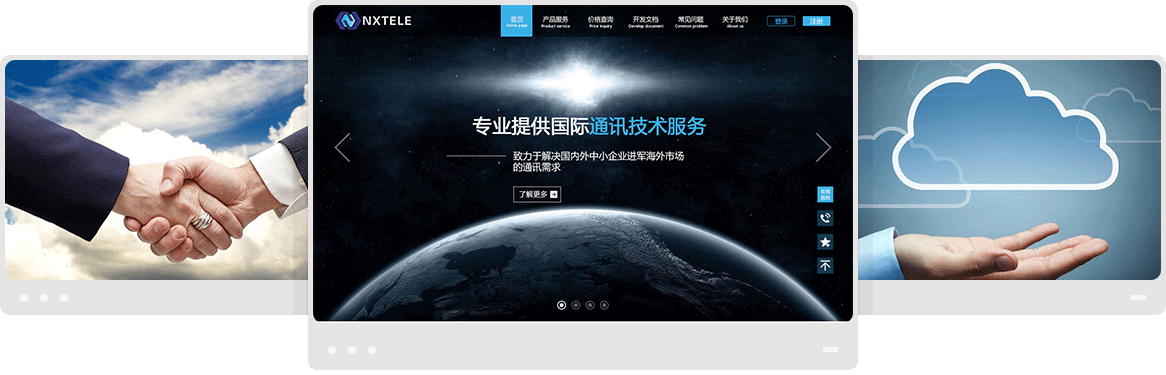 NXTELE
首页 产品服务 价格查询 开发文档 常见问题 关于我们 登录 注册
Home page Product service Price inquiry Develop document Common problem About us
专业提供国际通讯技术服务
致力于解决国内外中小企业进军海外市场
的通讯需求
了解更多
在线
咨询